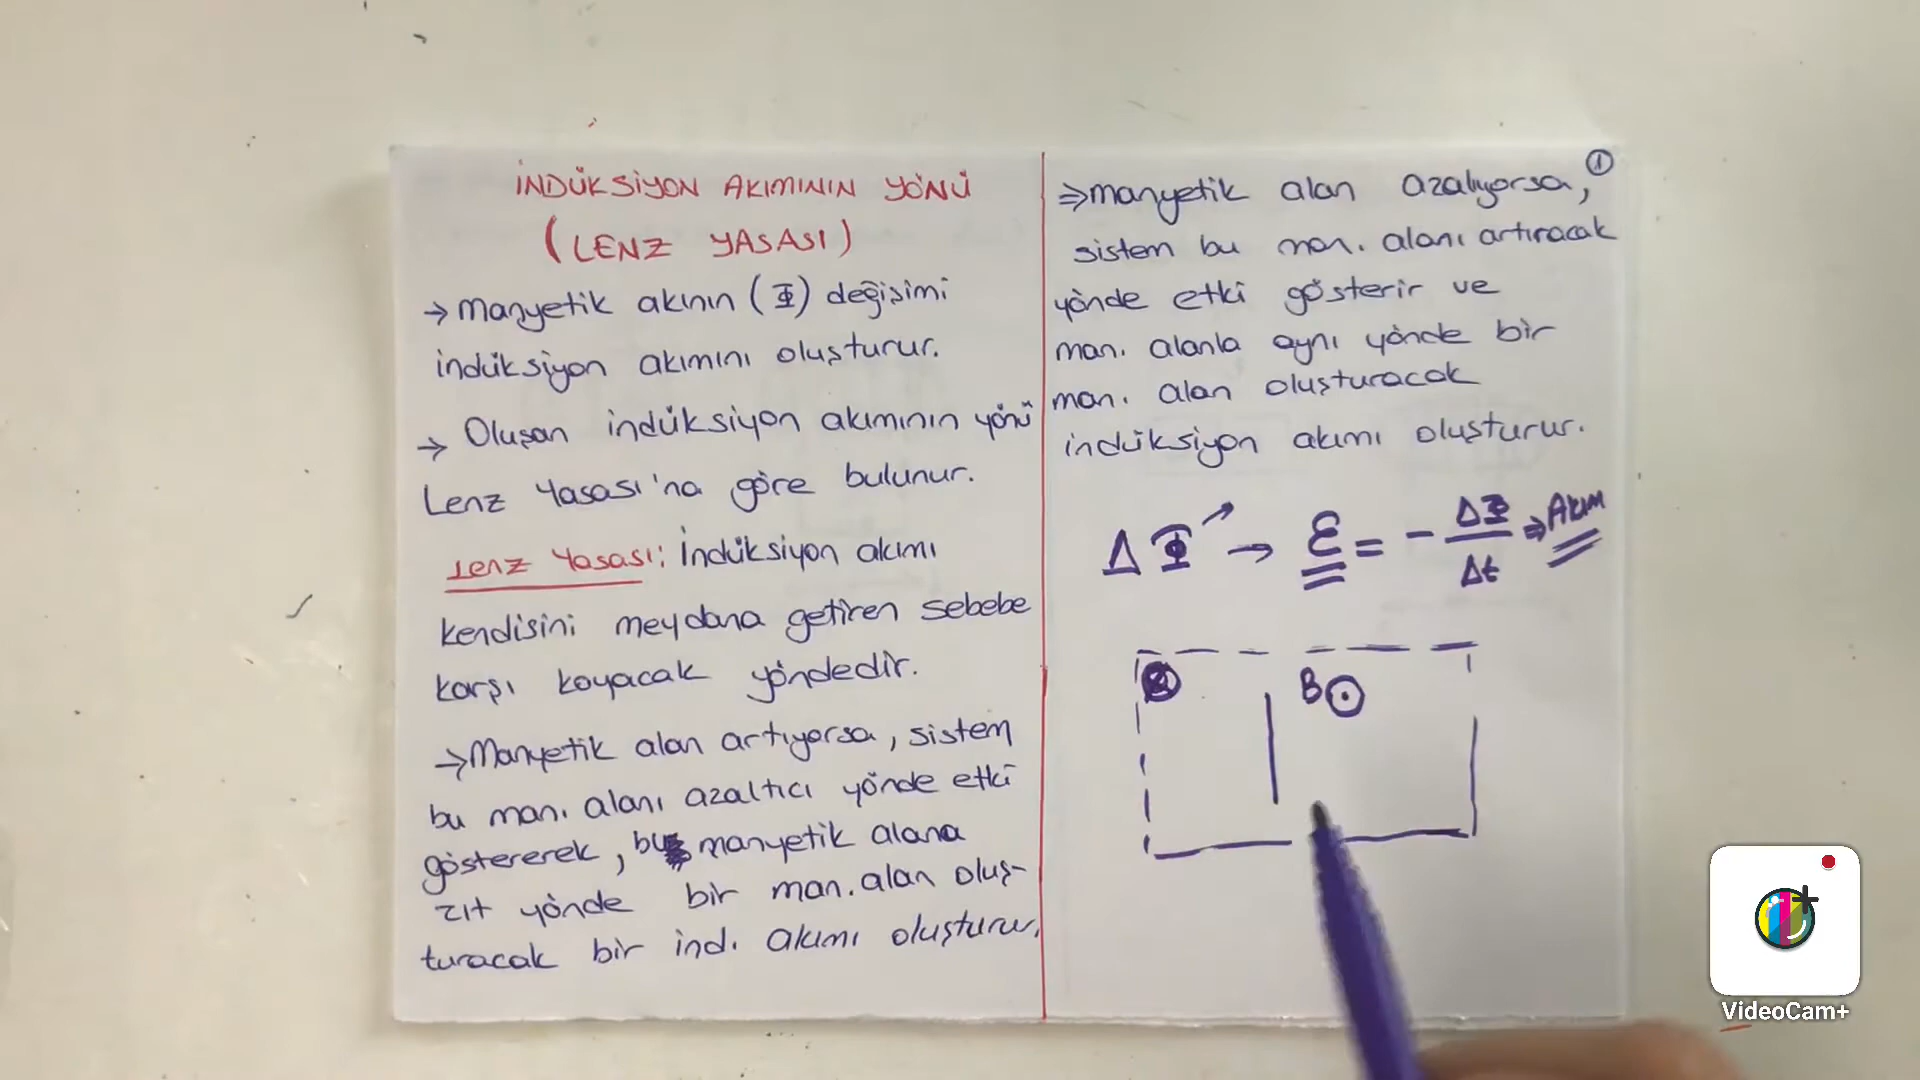 İNDÜKSİYON AKIMININ YÖNÜ
(LENZ YASASI)
→ Manyetik akının (Φ) değişimi
indüksiyon akımını oluşturur.
→ Oluşan indüksiyon akımının yönü
Lenz Yasası'na göre bulunur.
Lenz Yasası: İndüksiyon akımı
kendisini meydana getiren sebebe
karşı koyacak yöndedir.
→ Manyetik alan artıyorsa, sistem
bu man. alanı azaltıcı yönde etki
göstererek, bu manyetik alana
zıt yönde bir man. alan oluş-
turacak bir ind. akımı oluşturur.
1
⇒ manyetik alan azalıyorsa,
sistem bu man. alanı artıracak
yönde etki gösterir ve
man. alanla aynı yönde bir
man. alan oluşturacak
indüksiyon akımı oluşturur.
ΔΦ → ε = - ΔΦ/Δt ⇒ Akım
B
VideoCam+